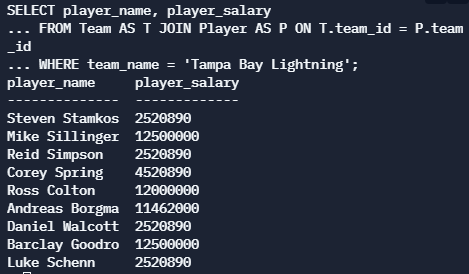 SELECT player_name, player_salary
... FROM Team AS T JOIN Player AS P ON T.team_id = P.team
_id
... WHERE team_name = 'Tampa Bay Lightning';
player_name     player_salary
--------------  -------------
Steven Stamkos  2520890
Mike Sillinger  12500000
Reid Simpson    2520890
Corey Spring    4520890
Ross Colton     12000000
Andreas Borgma  11462000
Daniel Walcott  2520890
Barclay Goodro  12500000
Luke Schenn     2520890